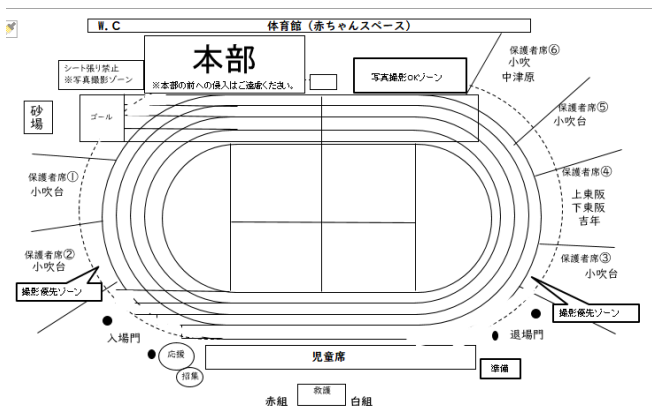 W.C 体育館（赤ちゃんスペース）
本部
※本部の前への侵入はご遠慮ください。
シート張り禁止
※写真撮影ゾーン
写真撮影OKゾーン
保護者席⑥
小吹
中津原
砂場
ゴール
保護者席⑤
小吹台
保護者席①
小吹台
保護者席④
上東阪
下東阪
吉年
保護者席②
小吹台
保護者席③
小吹台
撮影優先ゾーン
撮影優先ゾーン
入場門
退場門
応援
招集
児童席
準備
赤組
救護
白組